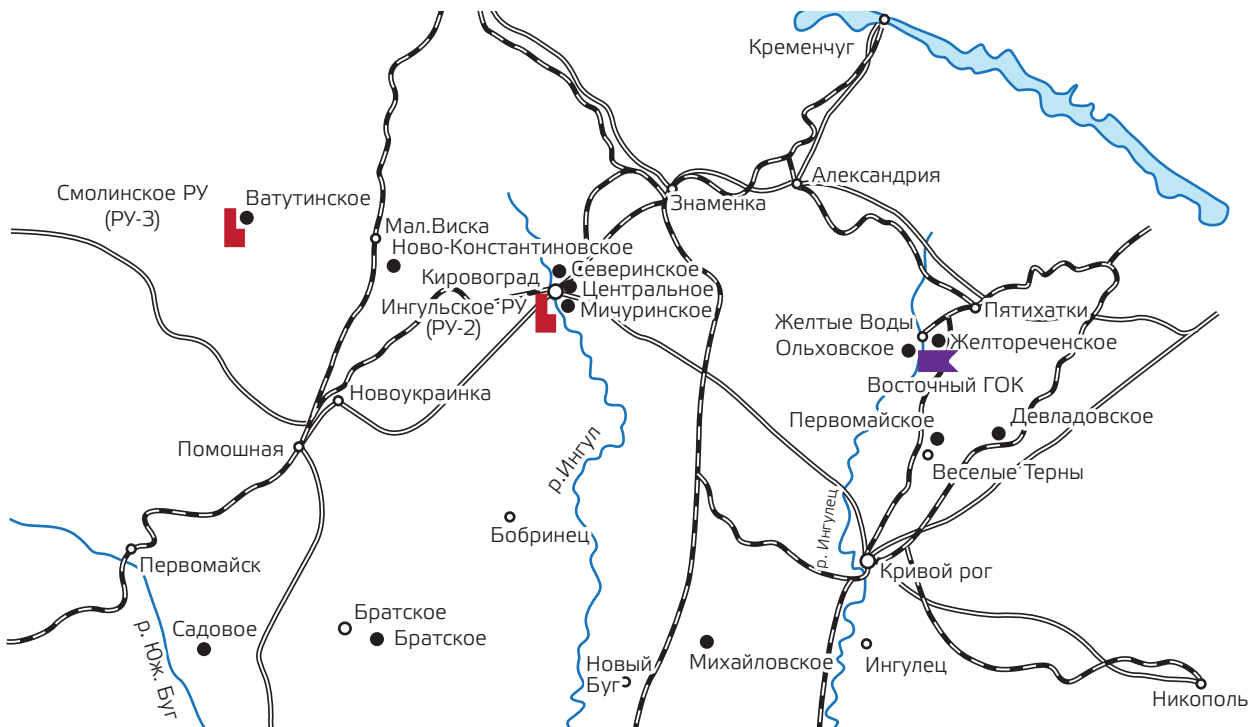 Кременчуг
Александрия
Смолинское РУ
(РУ-3)
Ватутинское
Знаменка
Мал.Виска
Ново-Константиновское
Кировоград
Северинское
Центральное
Ингульское РУ
(РУ-2)
Мичуринское
Пятихатки
Желтые Воды
Желтореченское
Ольховское
Восточный ГОК
Новоукраинка
Первомайское
Девладовское
Помошная
р.Ингул
Веселые Терны
р. Ингулец
Бобринец
Первомайск
Кривой рог
р. Юж. Буг
Садовое
Братское
Братское
Новый
Буг
Михайловское
Ингулец
Никополь